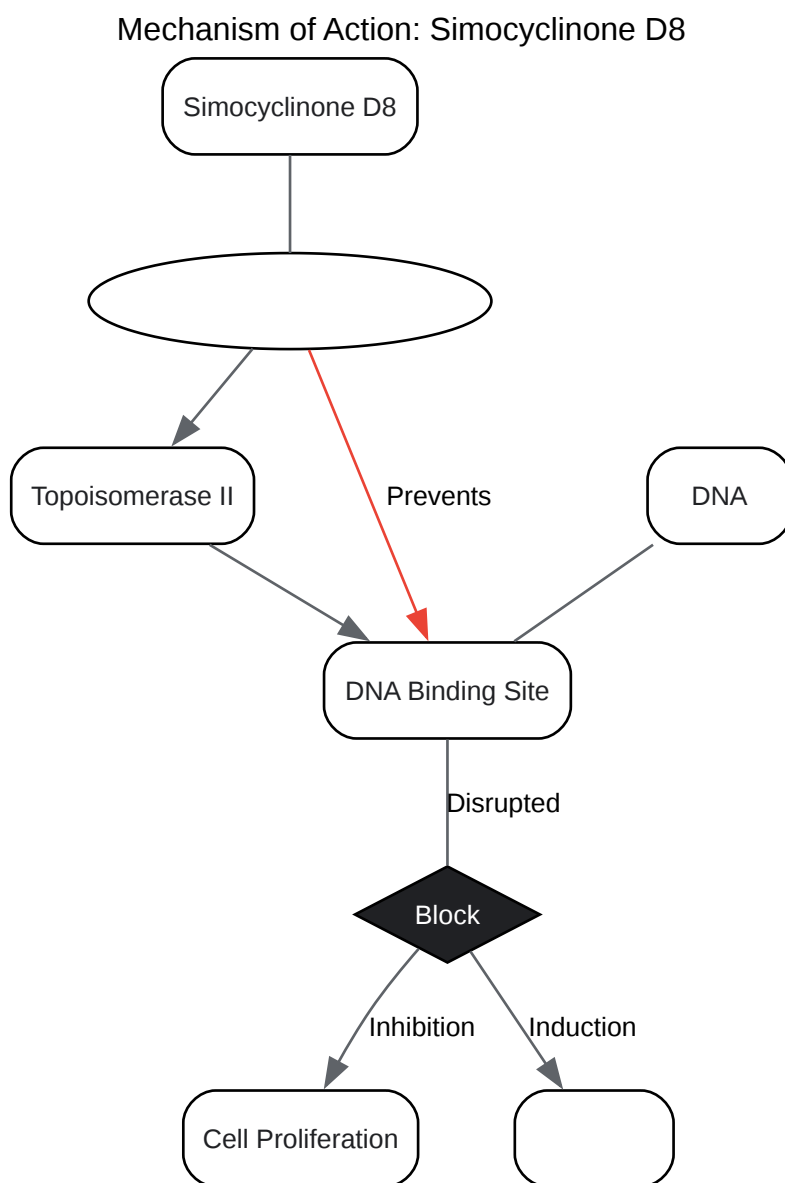 Mechanism of Action: Simocyclinone D8
Simocyclinone D8
Topoisomerase II
Prevents
DNA
DNA Binding Site
Disrupted
Block
Inhibition
Induction
Cell Proliferation